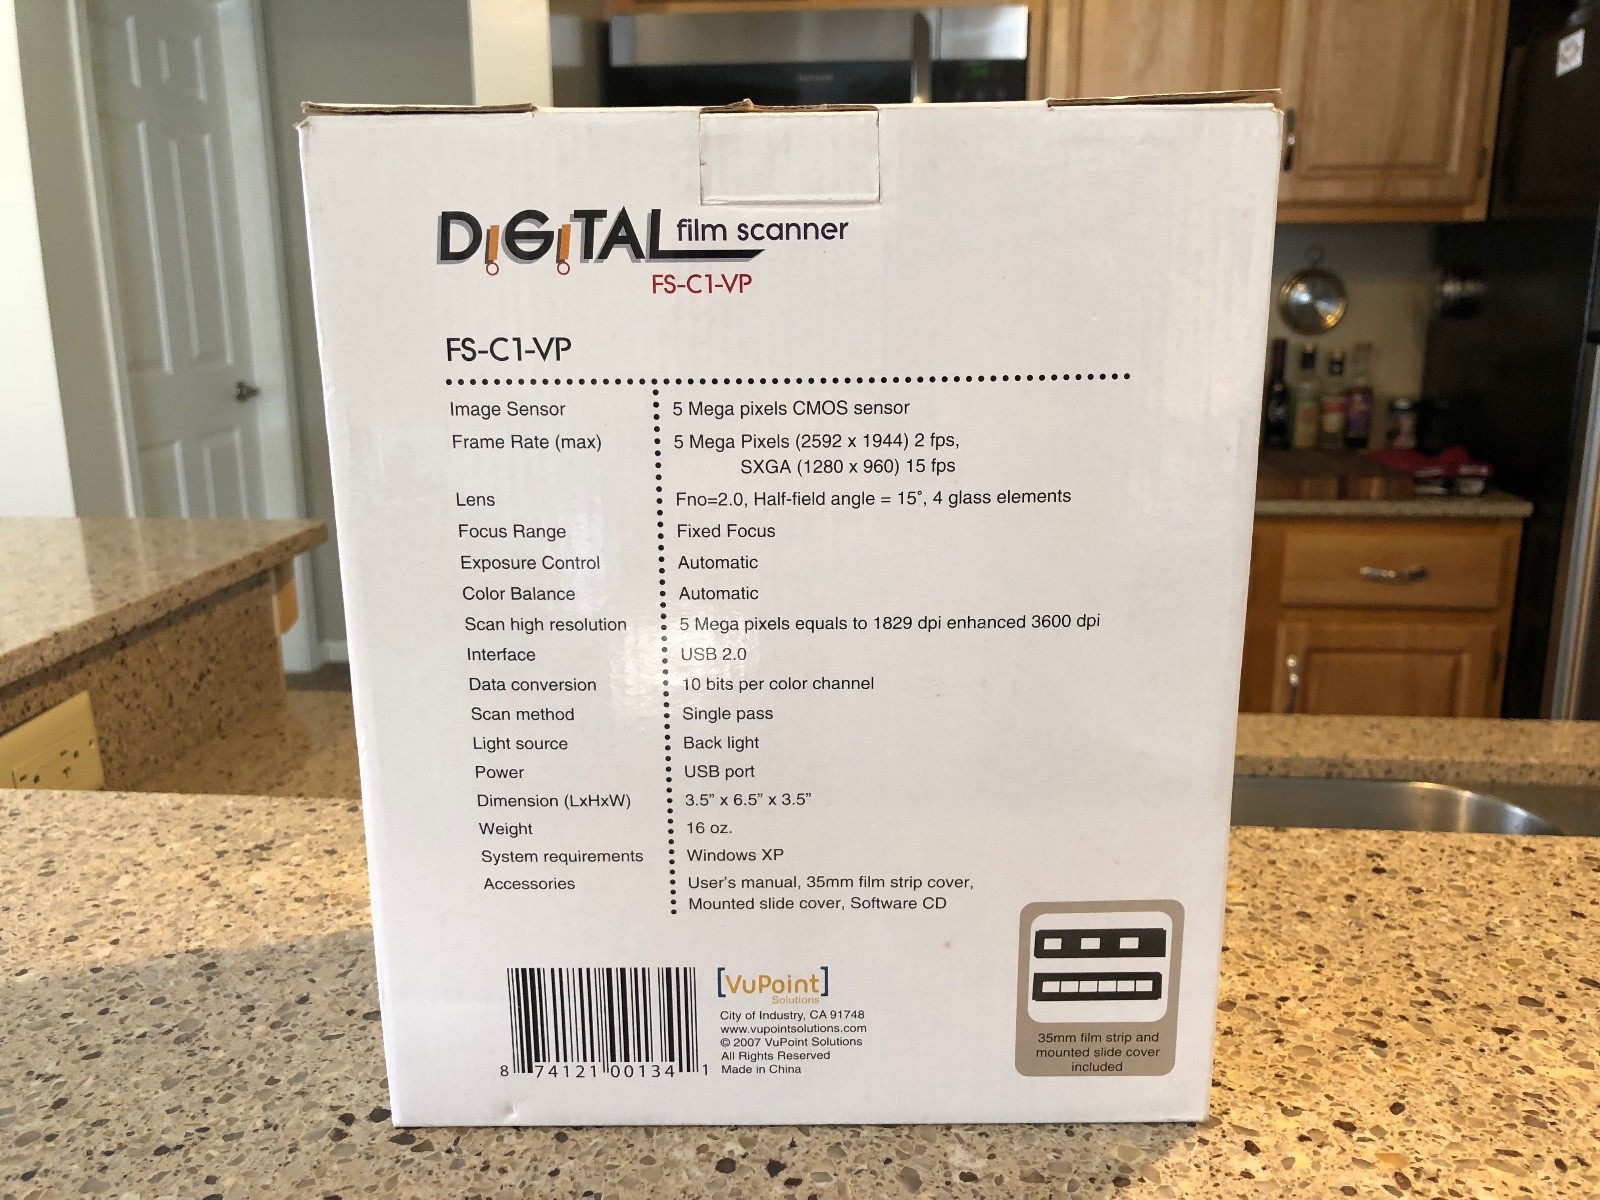 DiGiTAL film scanner
FS-C1-VP
FS-C1-VP
Image Sensor 5 Mega pixels CMOS sensor
Frame Rate (max) 5 Mega Pixels (2592 x 1944) 2 fps,
SXGA (1280 x 960) 15 fps
Lens Fno=2.0, Half-field angle = 15°, 4 glass elements
Focus Range Fixed Focus
Exposure Control Automatic
Color Balance Automatic
Scan high resolution 5 Mega pixels equals to 1829 dpi enhanced 3600 dpi
Interface USB 2.0
Data conversion 10 bits per color channel
Scan method Single pass
Light source Back light
Power USB port
Dimension (LxHxW) 3.5” x 6.5” x 3.5”
Weight 16 oz.
System requirements Windows XP
Accessories User's manual, 35mm film strip cover,
Mounted slide cover, Software CD
8 74121 00134 1
[VuPoint]
Solutions
City of Industry, CA 91748
www.vupointsolutions.com
© 2007 VuPoint Solutions
All Rights Reserved
Made in China
35mm film strip and
mounted slide cover
included